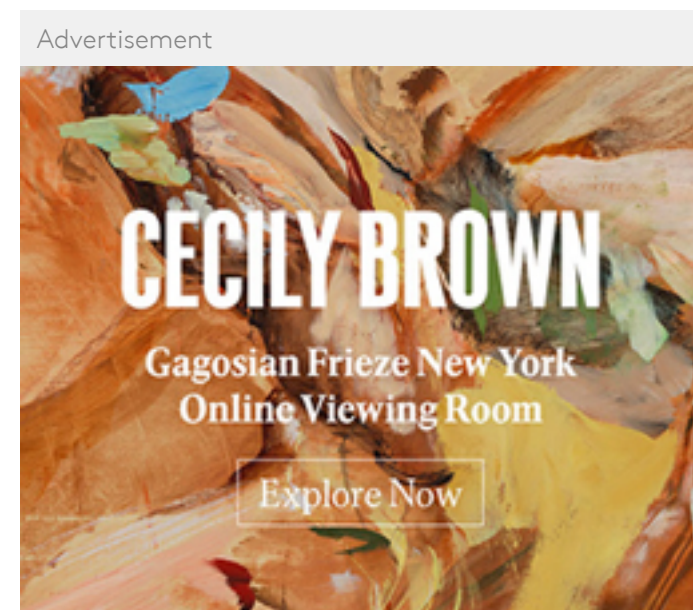 Advertisement
CECILY BROWN
Gagosian Frieze New York
Online Viewing Room
Explore Now